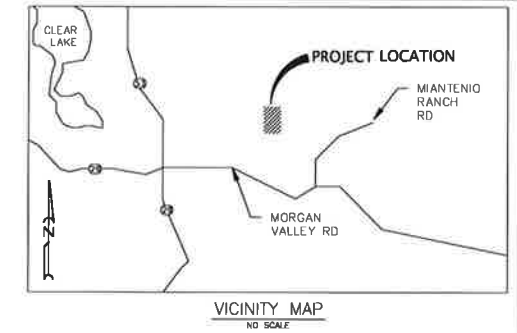 CLEAR
LAKE
PROJECT LOCATION
MIANTENIO
RANCH
RD
MORGAN
VALLEY RD
N
VICINITY MAP
NO SCALE